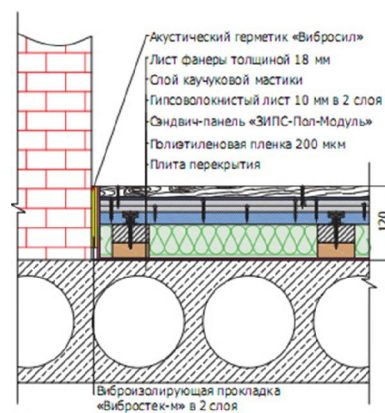 Акустический герметик «Вибросил»
Лист фанеры толщиной 18 мм
Слой каучуковой мастики
Гипсоволокнистый лист 10 мм в 2 слоя
Сэндвич-панель «ЗИПС-Пол-Модуль»
Полиэтиленовая пленка 200 мкм
Плита перекрытия
120
Виброизолирующая прокладка
«Вибростек-м» в 2 слоя